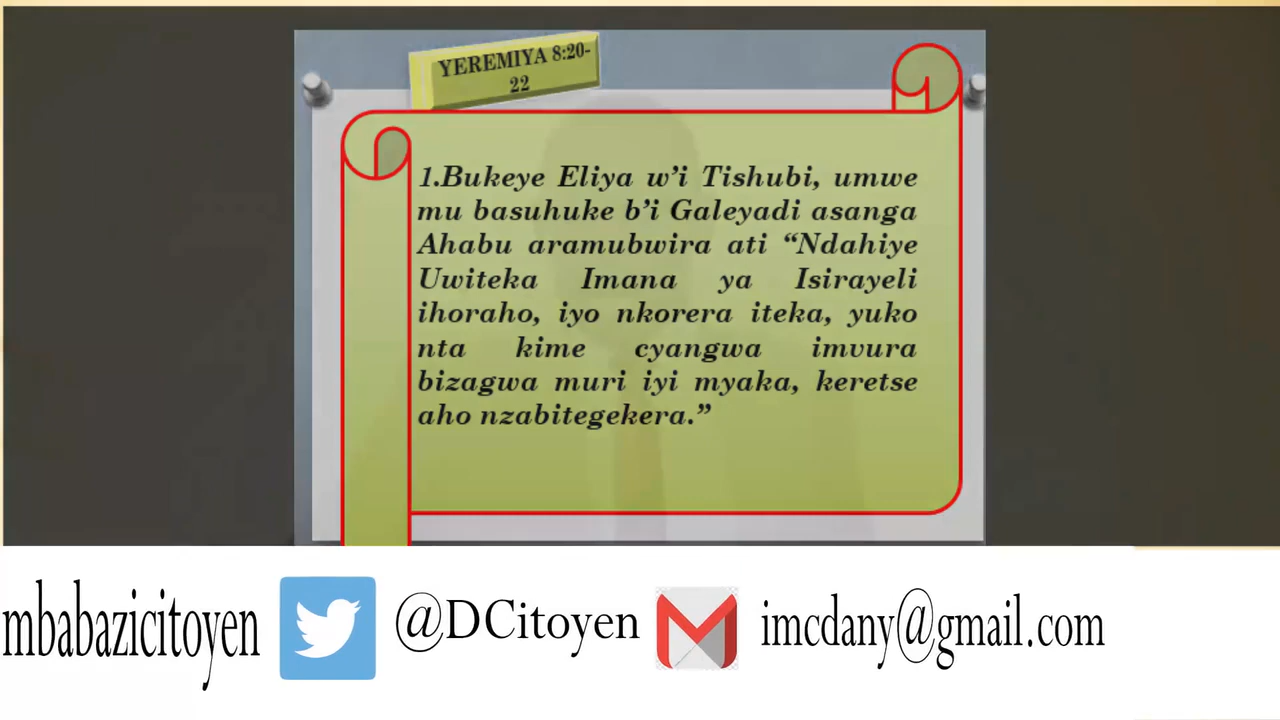 YEREMIYA 8:20-
22
1.Bukeye Eliya w’i Tishubi, umwe
mu basuhuke b’i Galeyadi asanga
Ahabu aramubwira ati “Ndahiye
Uwiteka Imana ya Isirayeli
ihoraho, iyo nkorera iteka, yuko
nta kime cyangwa imvura
bizagwa muri iyi myaka, keretse
aho nzabitegekera.”
mbabazicitoyen @DCitoyen imcdany@gmail.com